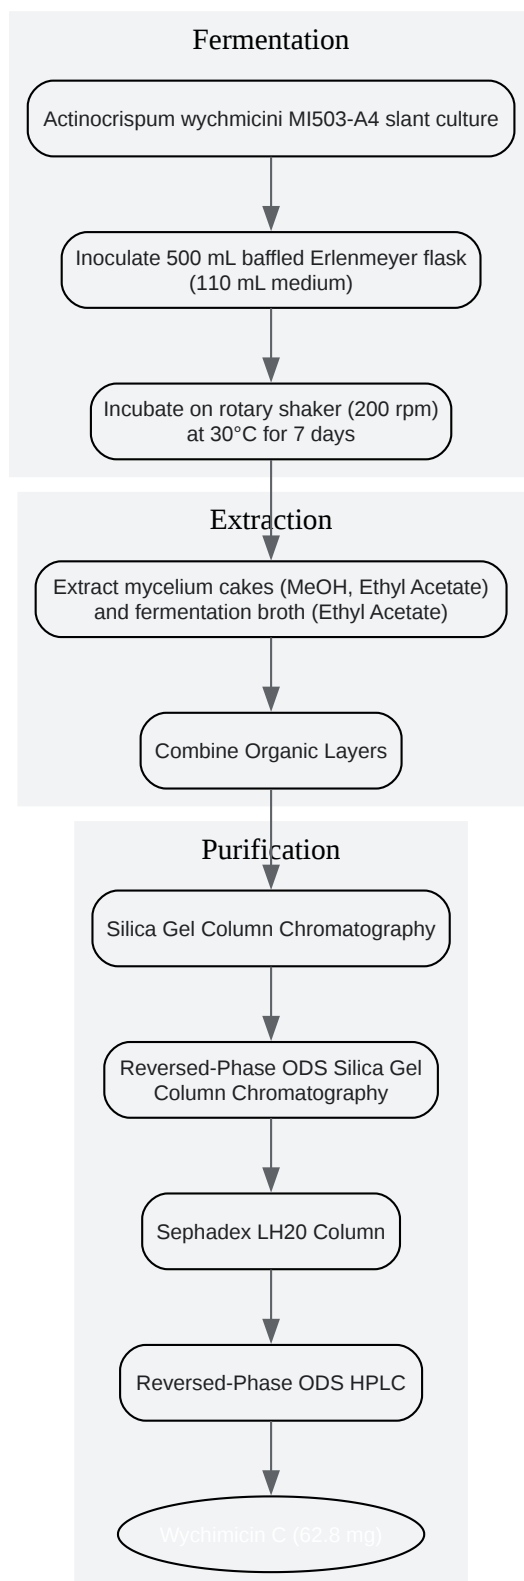 Fermentation
Actinocrispum wychmicini MI503-A4 slant culture
Inoculate 500 mL baffled Erlenmeyer flask
(110 mL medium)
Incubate on rotary shaker (200 rpm)
at 30°C for 7 days
Extraction
Extract mycelium cakes (MeOH, Ethyl Acetate)
and fermentation broth (Ethyl Acetate)
Combine Organic Layers
Purification
Silica Gel Column Chromatography
Reversed-Phase ODS Silica Gel
Column Chromatography
Sephadex LH20 Column
Reversed-Phase ODS HPLC
Wychimicin C (62.8 mg)